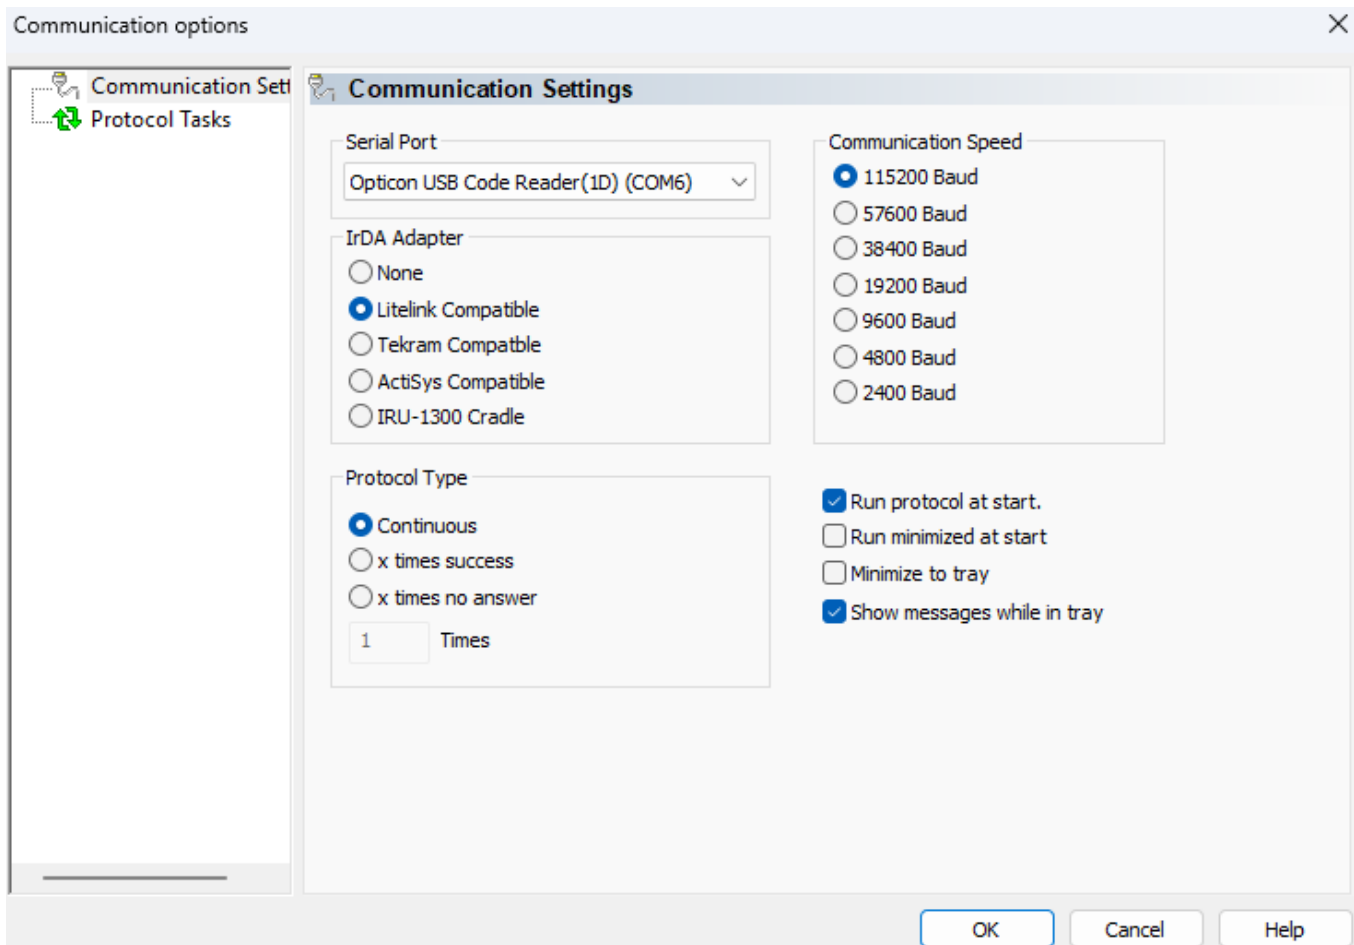 Communication options
Communication Sett
Protocol Tasks
Communication Settings
Serial Port
Opticon USB Code Reader(1D) (COM6)
IrDA Adapter
None
Litelink Compatible
Tekram Compatble
ActiSys Compatible
IRU-1300 Cradle
Protocol Type
Continuous
x times success
x times no answer
1 Times
Communication Speed
115200 Baud
57600 Baud
38400 Baud
19200 Baud
9600 Baud
4800 Baud
2400 Baud
Run protocol at start.
Run minimized at start
Minimize to tray
Show messages while in tray
OK Cancel Help